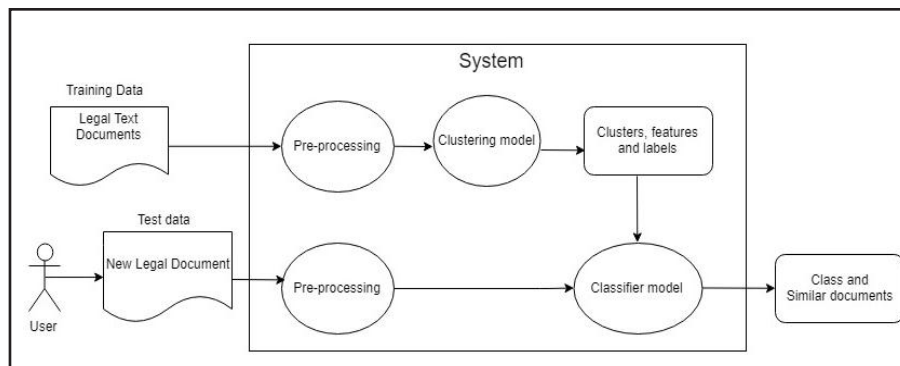 System
Training Data
Legal Text
Documents
Pre-processing
Clustering model
Clusters, features
and labels
Test data
New Legal Document
Pre-processing
Classifier model
Class and
Similar documents
User